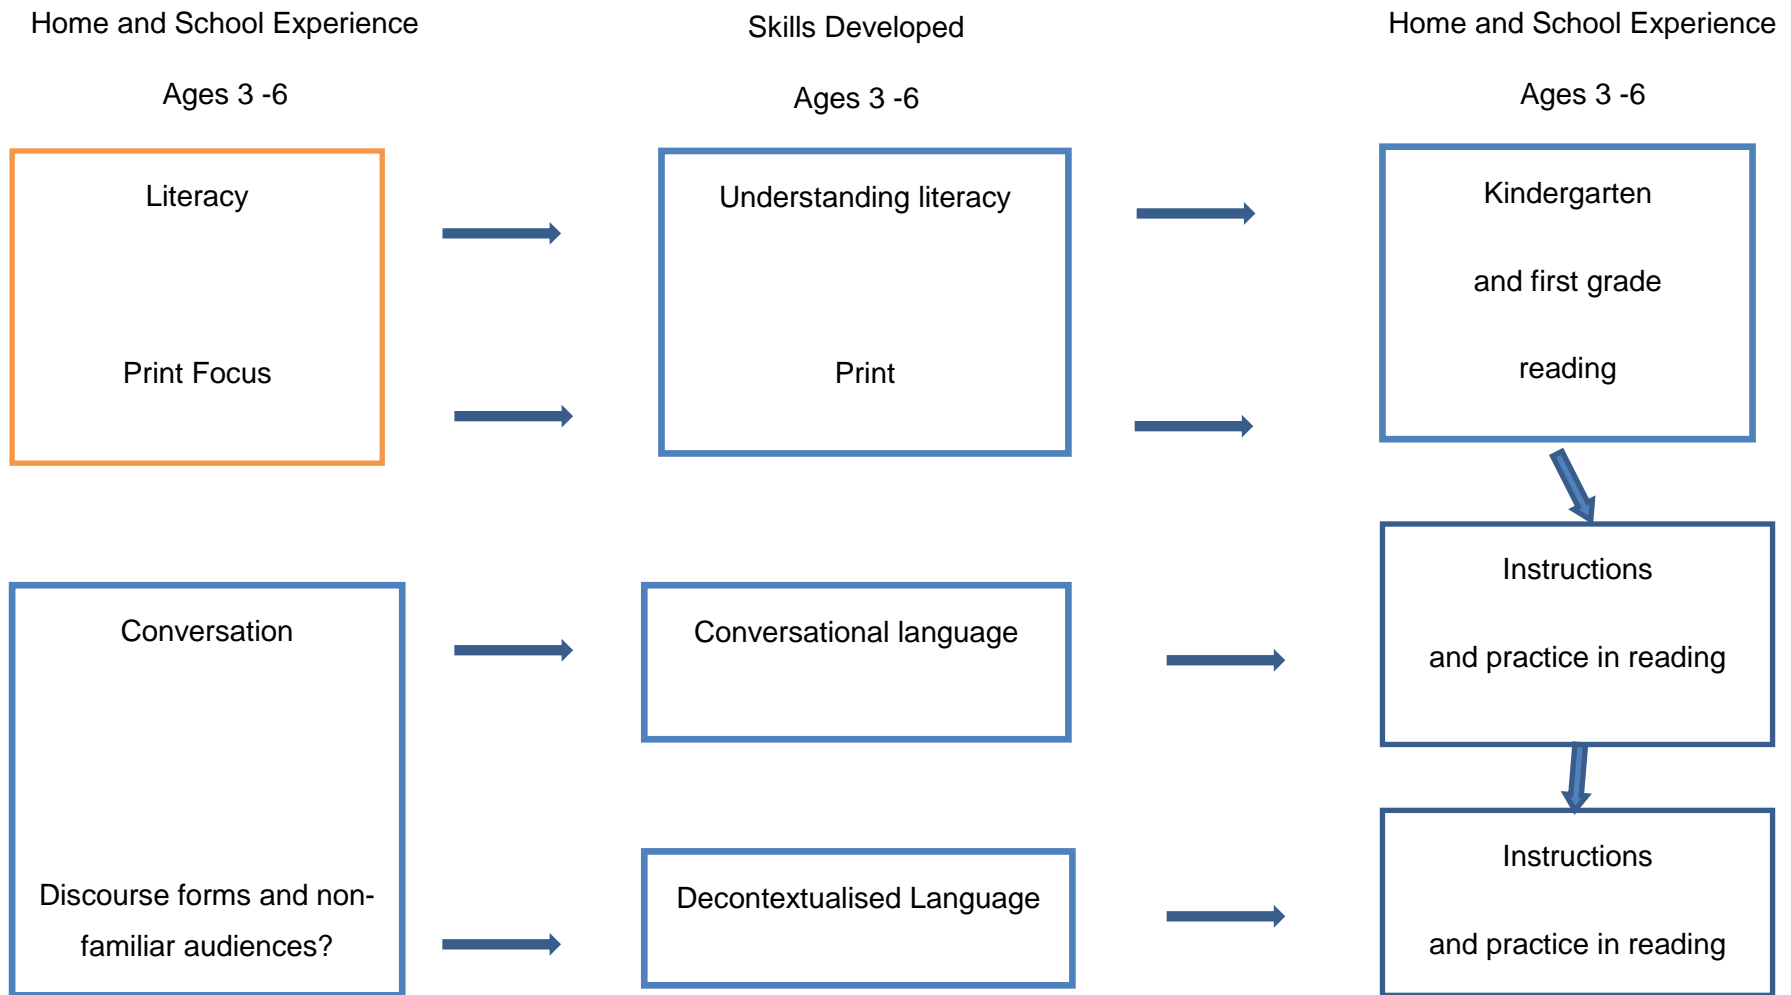 Home and School Experience
Ages 3 -6
Skills Developed
Ages 3 -6
Home and School Experience
Ages 3 -6
Literacy
Print Focus
Understanding literacy
Print
Kindergarten
and first grade
reading
Conversation
Discourse forms and non-
familiar audiences?
Conversational language
Decontextualised Language
Instructions
and practice in reading
Instructions
and practice in reading